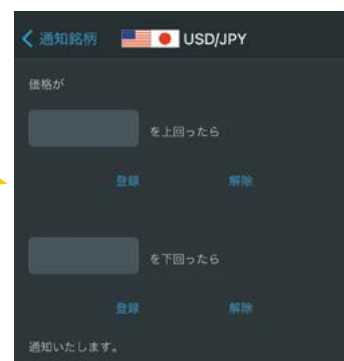 通知銘柄 USD/JPY
価格が
を上回ったら
登録 解除
を下回ったら
登録 解除
通知いたします。